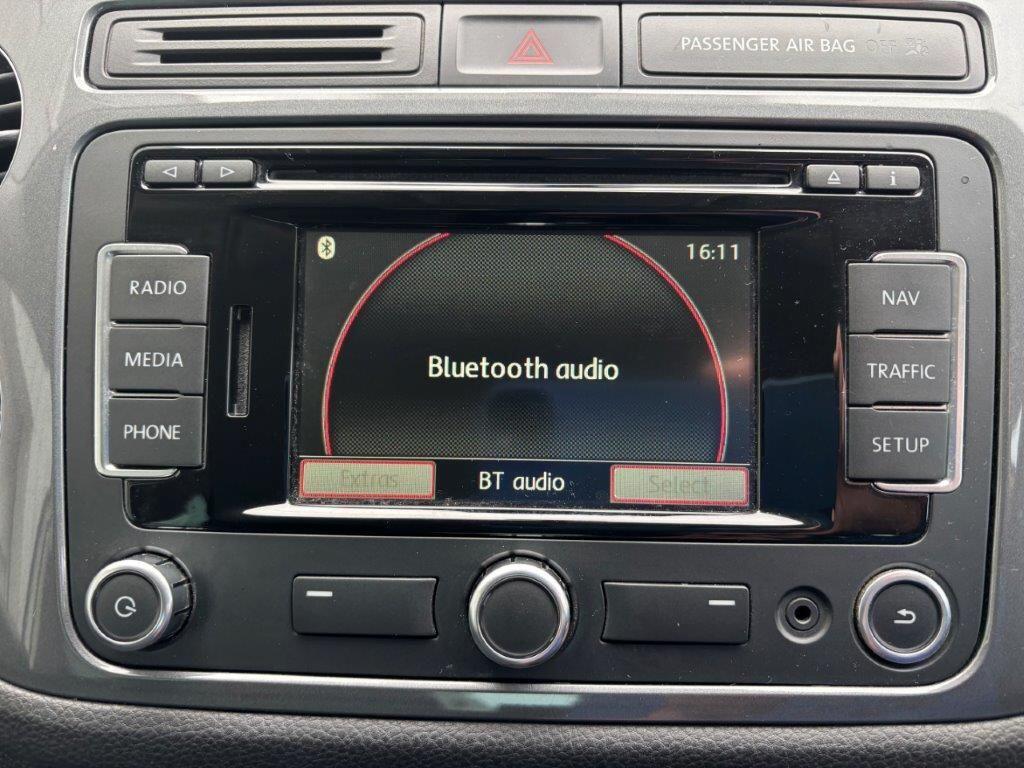 PASSENGER AIR BAG OFF
i
16:11
RADIO
MEDIA
PHONE
Bluetooth audio
NAV
TRAFFIC
SETUP
Extras
BT audio
Select